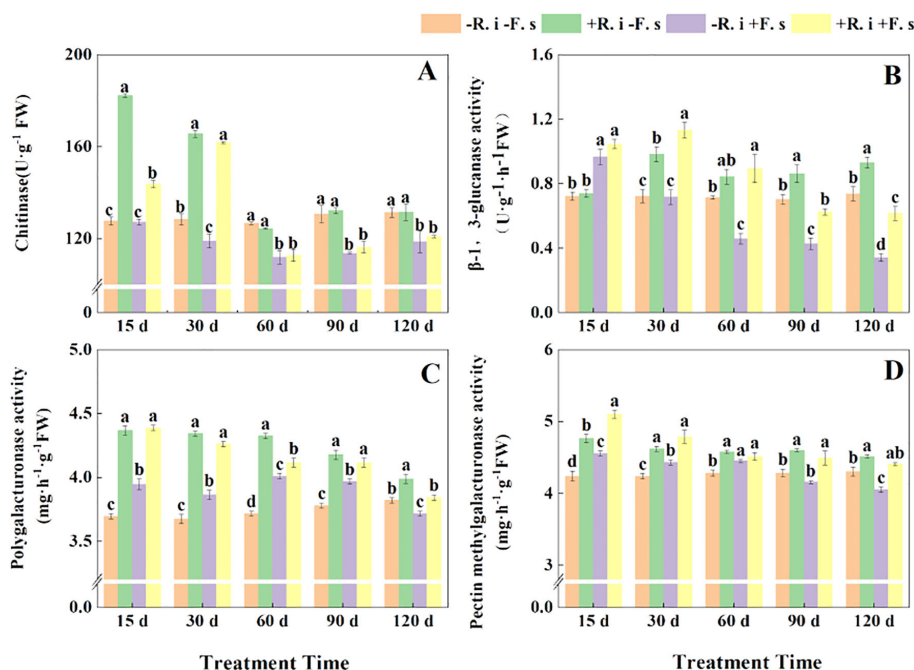 -R. i -F. s +R. i -F. s -R. i +F. s +R. i +F. s
A
Chitinase(U·g⁻¹ FW)
200
160
120
0
c a c b
b a c a
a a b b
a a b b
a a b b
15 d 30 d 60 d 90 d 120 d
B
β-1, 3-glucanase activity
(U·g⁻¹·h⁻¹FW)
1.6
1.2
0.8
0.4
0.0
b b a a
c b c a
b ab c a
b a c b
b a d c
15 d 30 d 60 d 90 d 120 d
C
Polygalacturonase activity
(mg·h⁻¹·g⁻¹FW)
5.0
4.5
4.0
3.5
0.0
c a b a
c a b a
d a c b
c a b a
b a c b
15 d 30 d 60 d 90 d 120 d
Treatment Time
D
Pectin methylgalacturonase activity
(mg·h⁻¹·g⁻¹FW)
6
5
4
3
0.0
d b c a
c a b a
b a a a
b a b a
b a c ab
15 d 30 d 60 d 90 d 120 d
Treatment Time